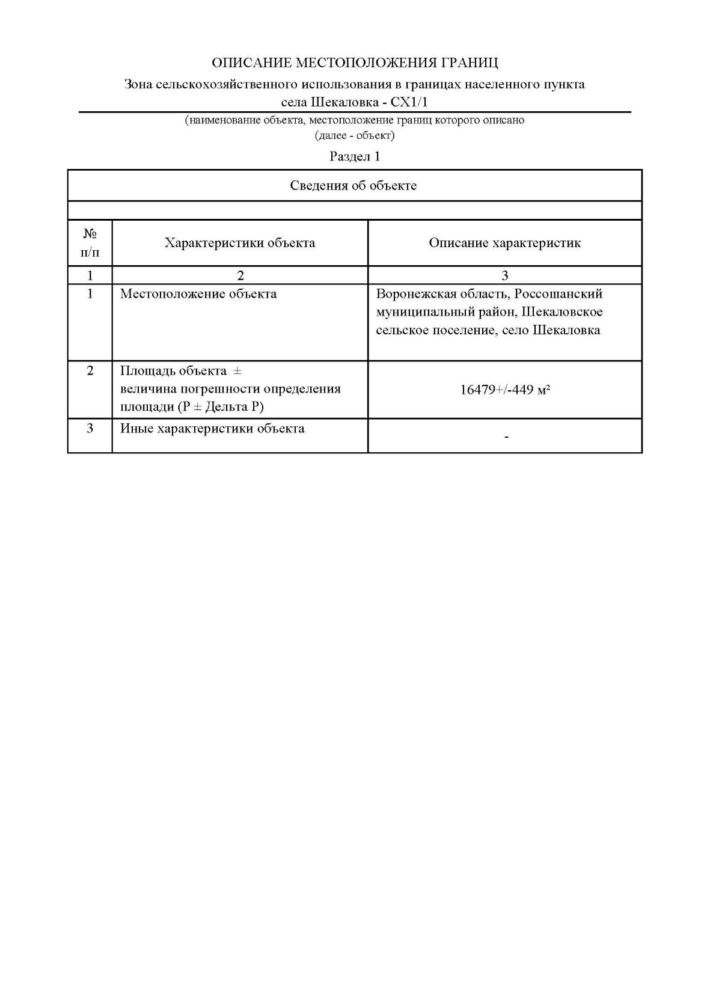 ОПИСАНИЕ МЕСТОПОЛОЖЕНИЯ ГРАНИЦ
Зона сельскохозяйственного использования в границах населенного пункта
села Шекаловка - СХ1/1
(наименование объекта, местоположение границ которого описано
(далее - объект)
Раздел 1
Сведения об объекте
№
п/п
Характеристики объекта
Описание характеристик
1
2
3
1
Местоположение объекта
Воронежская область, Россошанский
муниципальный район, Шекаловское
сельское поселение, село Шекаловка
2
Площадь объекта ±
величина погрешности определения
площади (Р ± Дельта Р)
16479+/-449 м²
3
Иные характеристики объекта
-